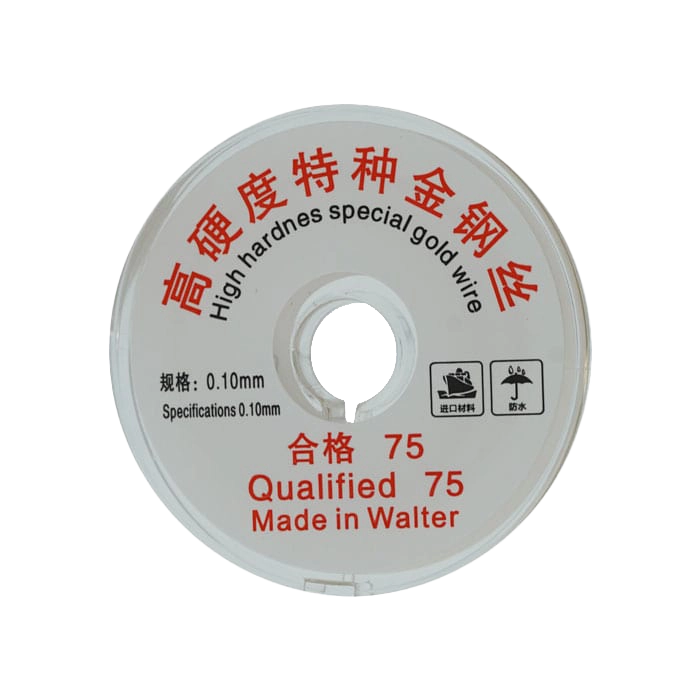 高硬度特种金钢丝
High hardnes special gold wire
规格：0.10mm
Specifications 0.10mm
进口材料
防水
合格 75
Qualified 75
Made in Walter